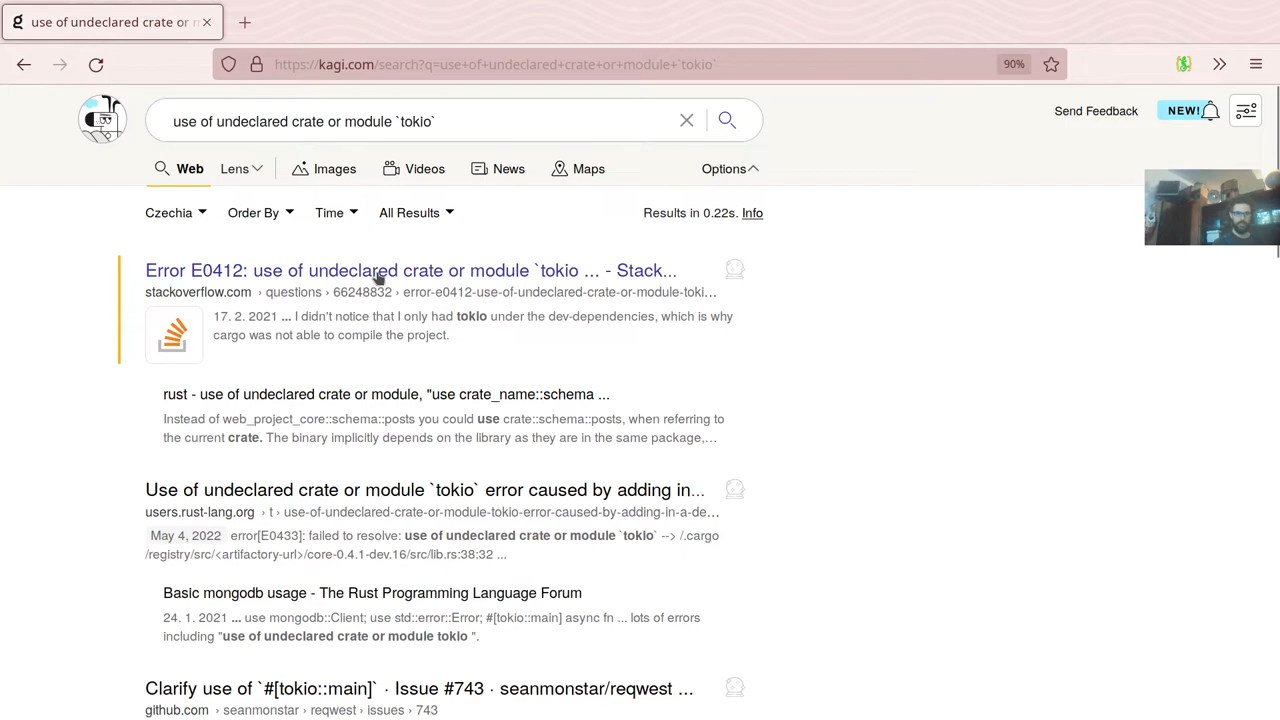 use of undeclared crate or m
https://kagi.com/search?q=use+of+undeclared+crate+or+module+`tokio`
90%
use of undeclared crate or module `tokio`
Send Feedback
NEW!
Web
Lens
Images
Videos
News
Maps
Options
Czechia
Order By
Time
All Results
Results in 0.22s. Info
Error E0412: use of undeclared crate or module `tokio ... - Stack...
stackoverflow.com › questions › 66248832 › error-e0412-use-of-undeclared-crate-or-module-toki...
17. 2. 2021 ... I didn't notice that I only had tokio under the dev-dependencies, which is why
cargo was not able to compile the project.
rust - use of undeclared crate or module, "use crate_name::schema ...
Instead of web_project_core::schema::posts you could use crate::schema::posts, when referring to
the current crate. The binary implicitly depends on the library as they are in the same package,...
Use of undeclared crate or module `tokio` error caused by adding in...
users.rust-lang.org › t › use-of-undeclared-crate-or-module-tokio-error-caused-by-adding-in-a-de...
May 4, 2022 error[E0433]: failed to resolve: use of undeclared crate or module `tokio` --> /.cargo
/registry/src/<artifactory-url>/core-0.4.1-dev.16/src/lib.rs:38:32 ...
Basic mongodb usage - The Rust Programming Language Forum
24. 1. 2021 ... use mongodb::Client; use std::error::Error; #[tokio::main] async fn ... lots of errors
including "use of undeclared crate or module tokio ".
Clarify use of `#[tokio::main]` · Issue #743 · seanmonstar/reqwest ...
github.com › seanmonstar › reqwest › issues › 743